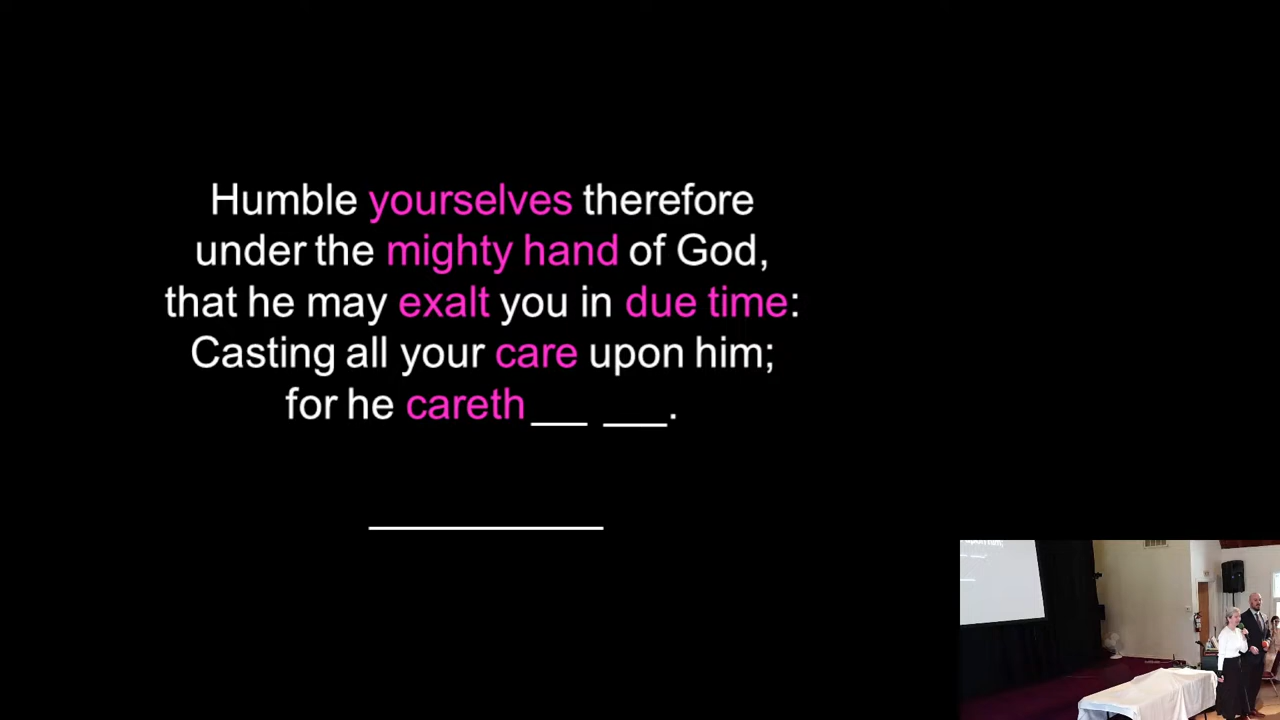 Humble yourselves therefore
under the mighty hand of God,
that he may exalt you in due time:
Casting all your care upon him;
for he careth ___ ___.
___________